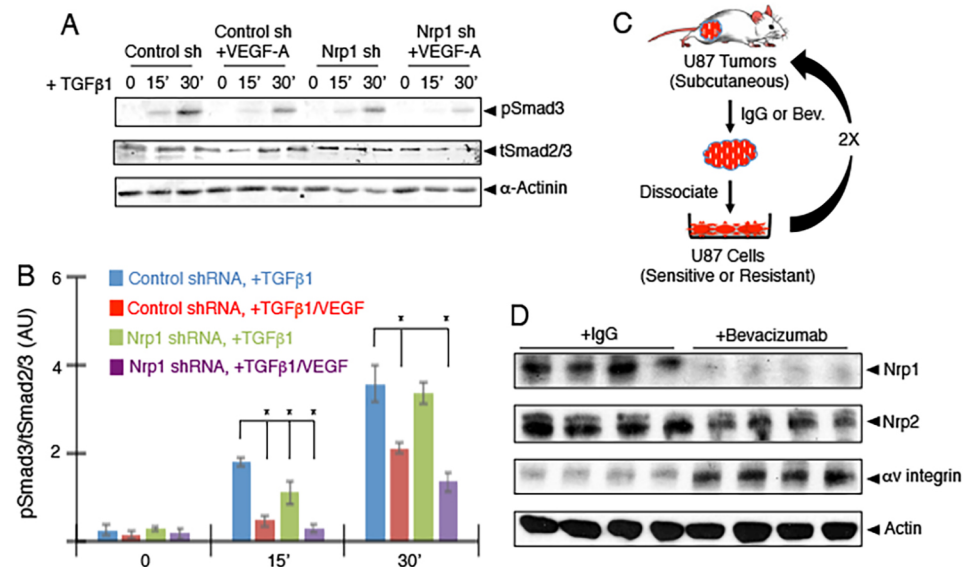 A
Control sh
Control sh
+VEGF-A
Nrp1 sh
Nrp1 sh
+VEGF-A
+ TGFβ1 0 15’ 30’ 0 15’ 30’ 0 15’ 30’ 0 15’ 30’
pSmad3
tSmad2/3
α-Actinin
B
pSmad3/tSmad2/3 (AU)
6
4
2
Control shRNA, +TGFβ1
Control shRNA, +TGFβ1/VEGF
Nrp1 shRNA, +TGFβ1
Nrp1 shRNA, +TGFβ1/VEGF
* * *
* *
0 15’ 30’
C
U87 Tumors
(Subcutaneous)
IgG or Bev.
2X
Dissociate
U87 Cells
(Sensitive or Resistant)
D
+IgG +Bevacizumab
Nrp1
Nrp2
αv integrin
Actin